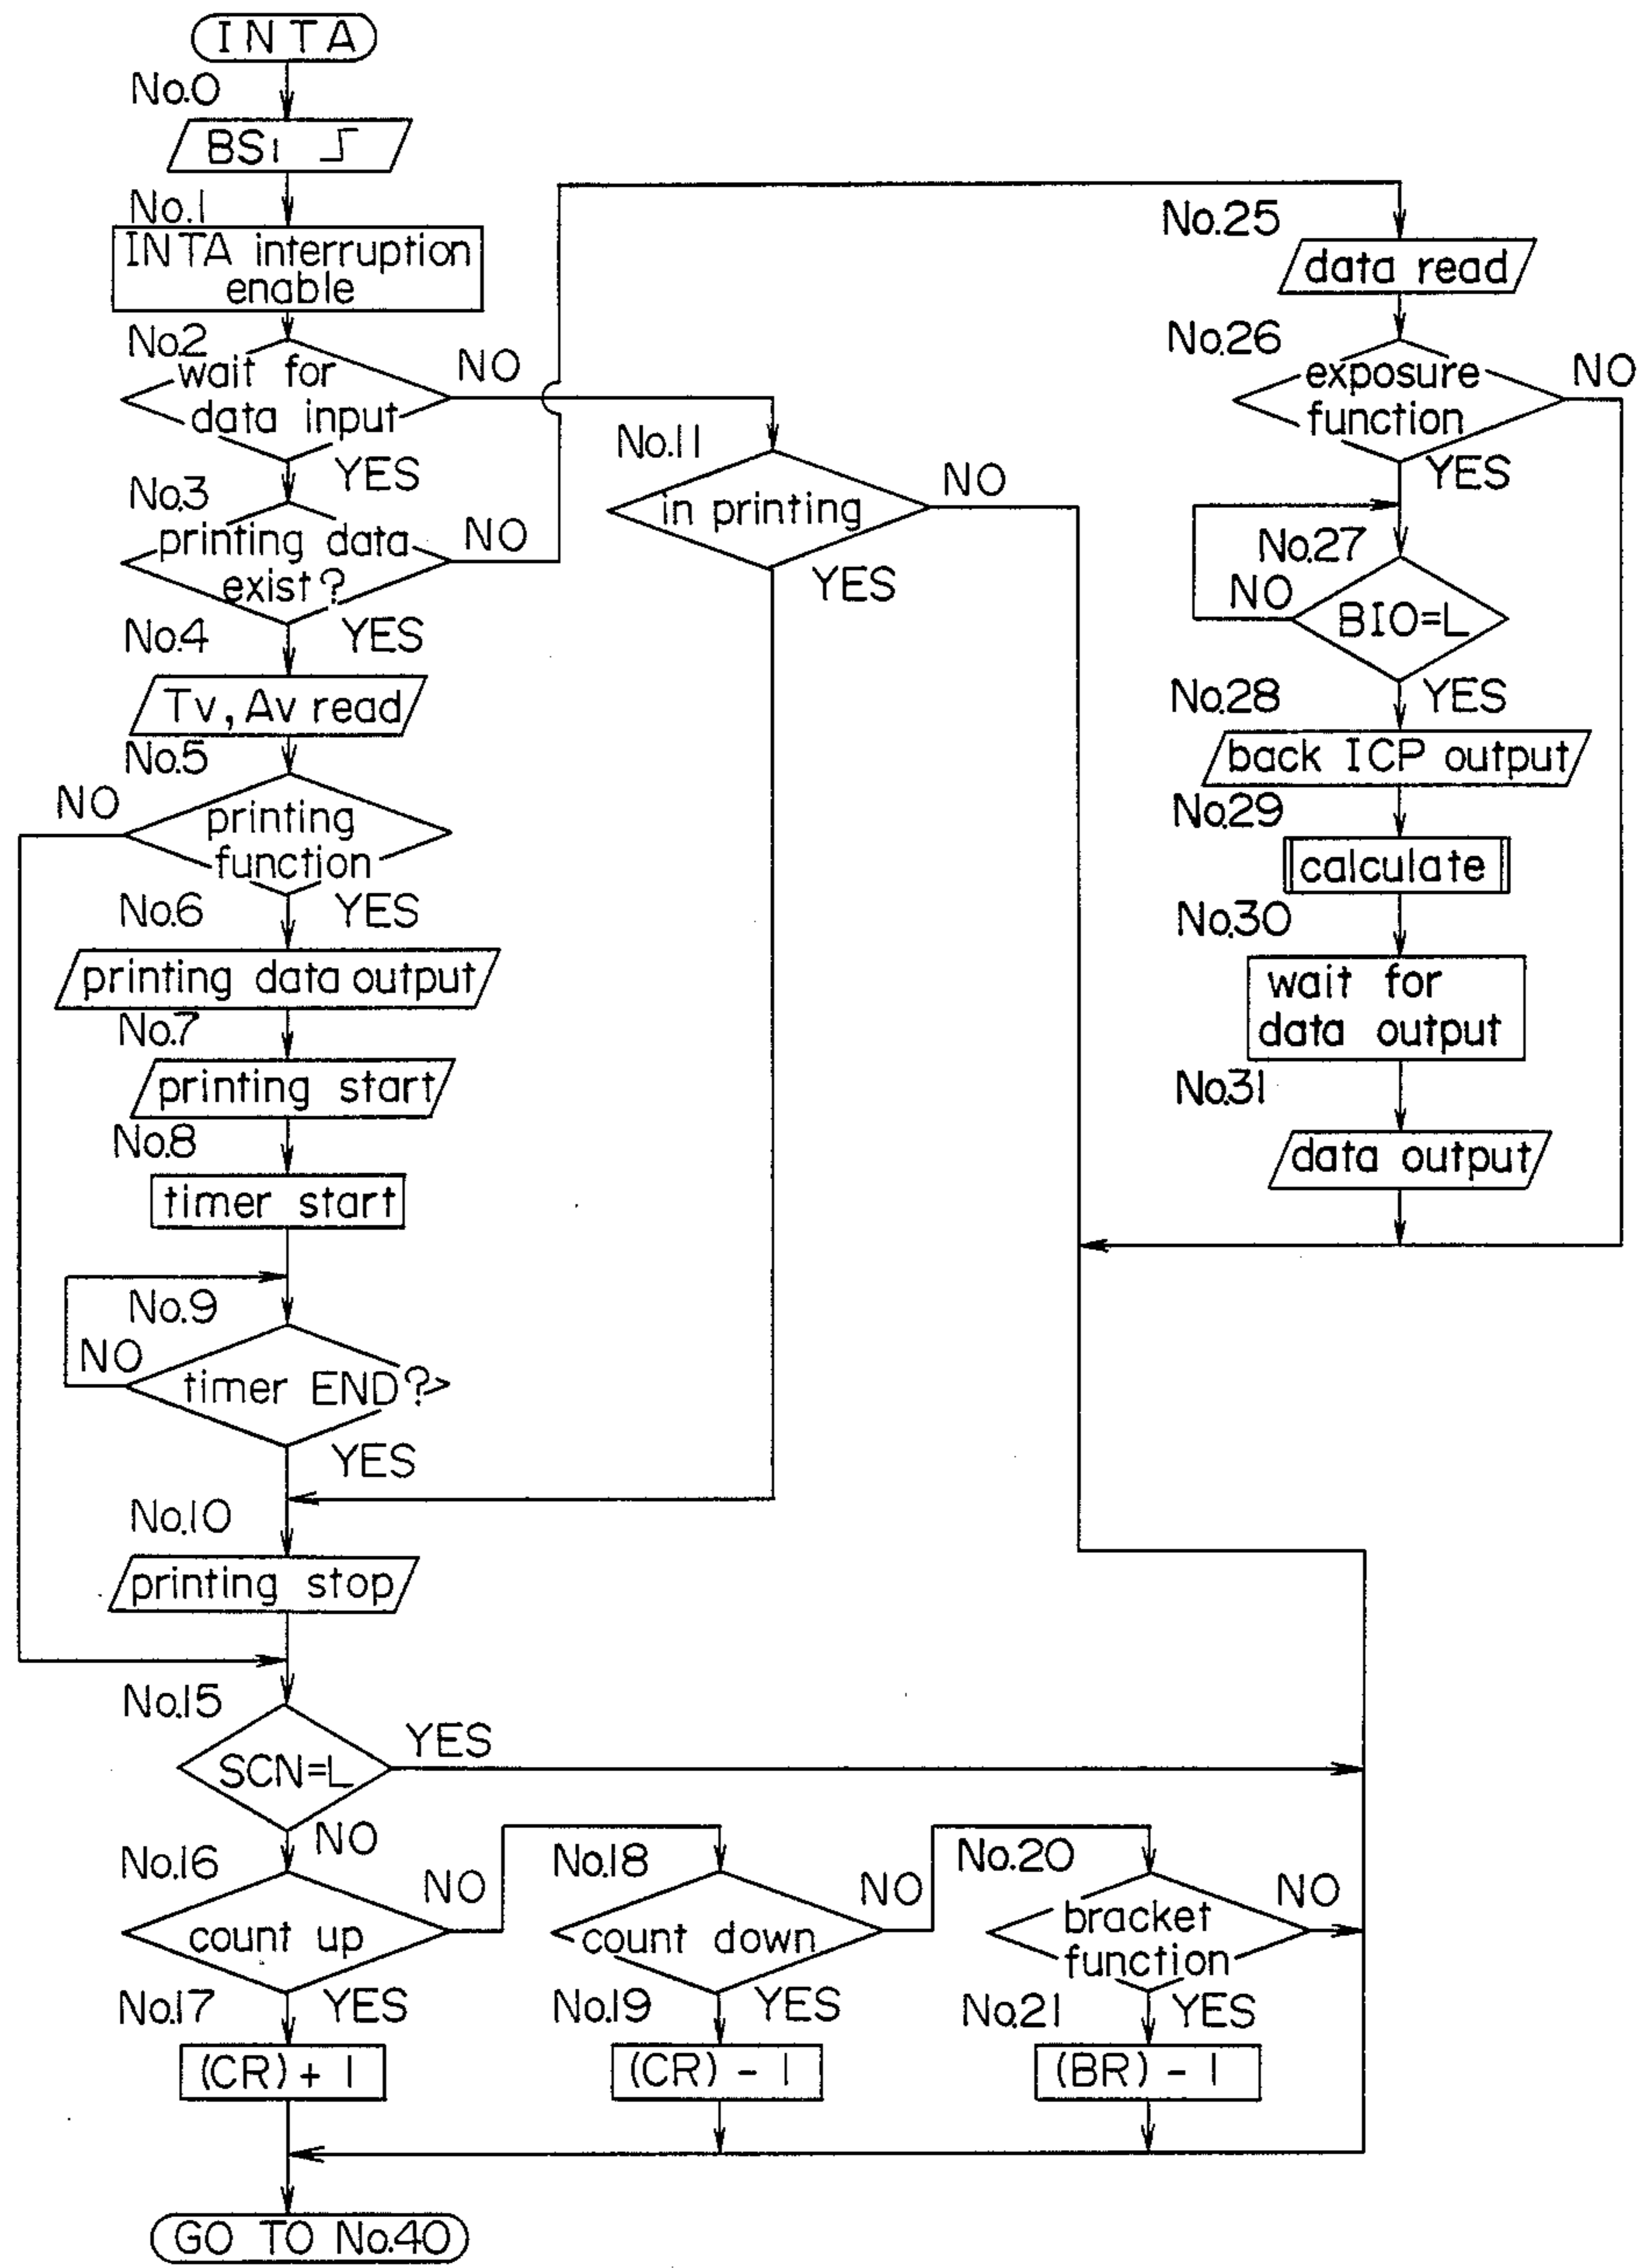 INTA
No.0
BS1
No.1
INTA interruption
enable
No.2
wait for
data input
NO
YES
No.3
printing data
exist?
NO
YES
No.4
Tv, Av read
No.5
NO
printing
function
YES
No.6
printing data output
No.7
printing start
No.8
timer start
No.9
NO
timer END?
YES
No.10
printing stop
No.11
in printing
NO
YES
No.15
SCN=L
YES
NO
No.16
count up
NO
YES
No.17
(CR)+1
No.18
count down
NO
YES
No.19
(CR)-1
No.20
bracket
function
NO
YES
No.21
(BR)-1
GO TO No.40
No.25
data read
No.26
exposure
function
NO
YES
No.27
NO
BIO=L
YES
No.28
back ICP output
No.29
calculate
No.30
wait for
data output
No.31
data output